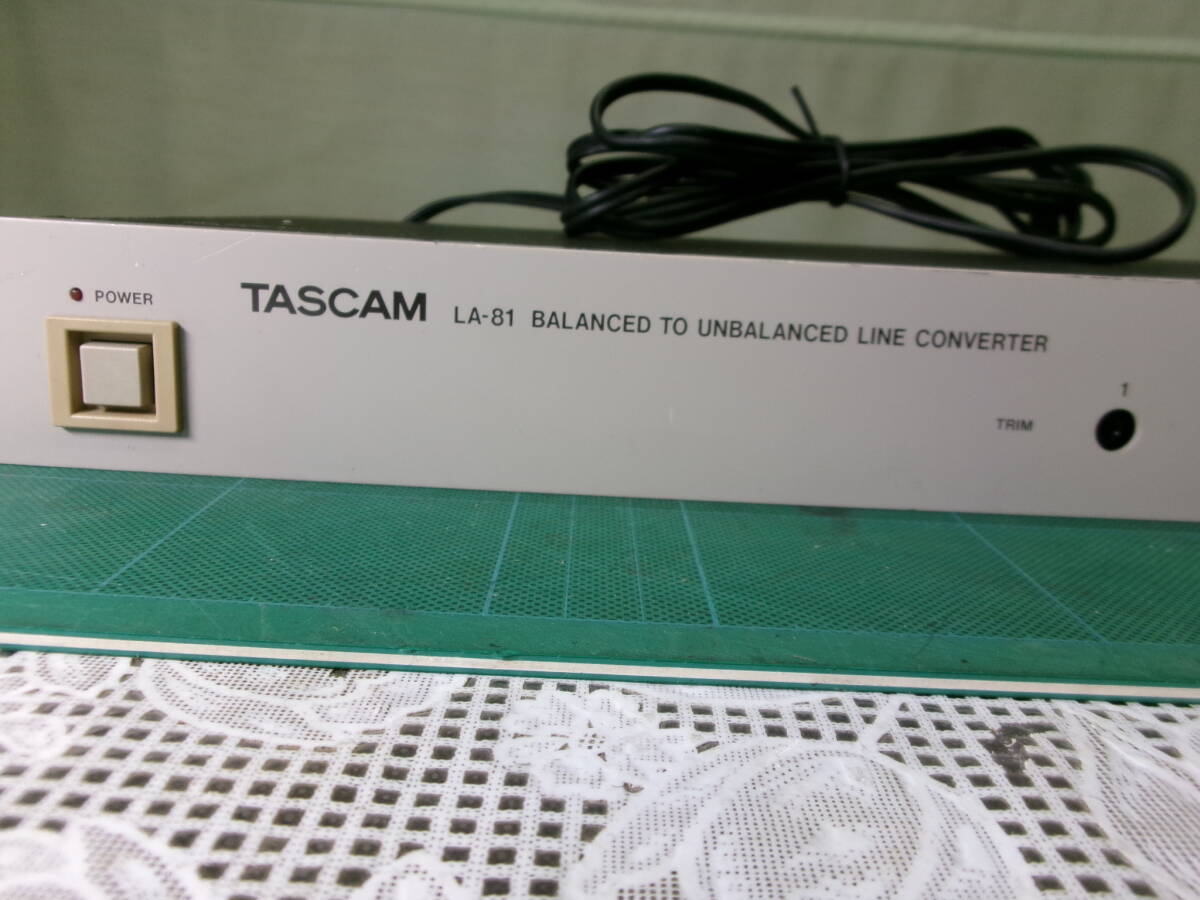 POWER
TASCAM LA-81 BALANCED TO UNBALANCED LINE CONVERTER
1
TRIM